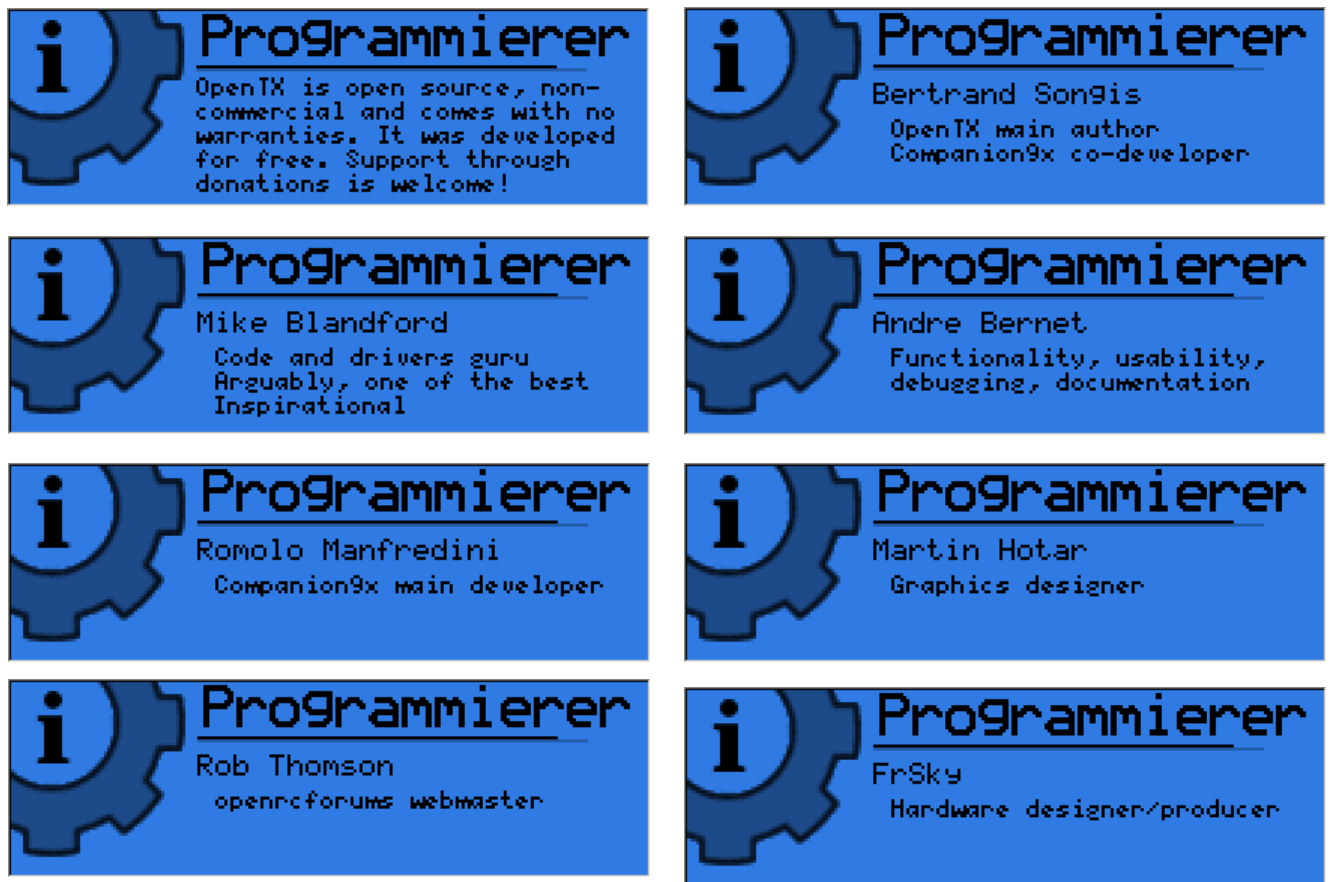 Programmierer
OpenTX is open source, non-
commercial and comes with no
warranties. It was developed
for free. Support through
donations is welcome!
Programmierer
Bertrand Songis
OpenTX main author
Companion9x co-developer
Programmierer
Mike Blandford
Code and drivers guru
Arguably, one of the best
Inspirational
Programmierer
Andre Bernet
Functionality, usability,
debugging, documentation
Programmierer
Romolo Manfredini
Companion9x main developer
Programmierer
Martin Hotar
Graphics designer
Programmierer
Rob Thomson
openrcforums webmaster
Programmierer
FrSky
Hardware designer/producer